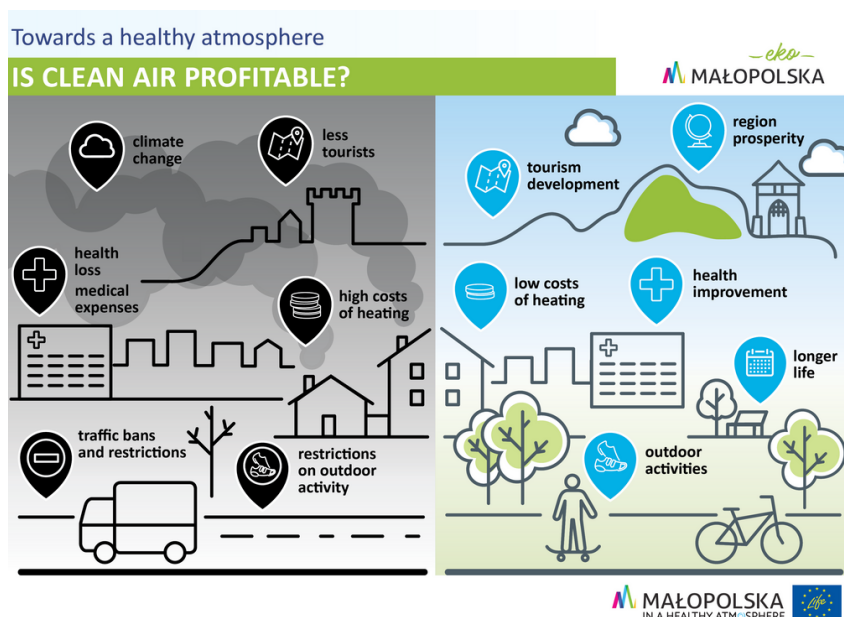 Towards a healthy atmosphere
IS CLEAN AIR PROFITABLE?
eko
MAŁOPOLSKA
climate
change
less
tourists
health
loss
medical
expenses
high costs
of heating
traffic bans
and restrictions
restrictions
on outdoor
activity
region
prosperity
tourism
development
low costs
of heating
health
improvement
longer
life
outdoor
activities
MAŁOPOLSKA
IN A HEALTHY ATMOSPHERE
Life